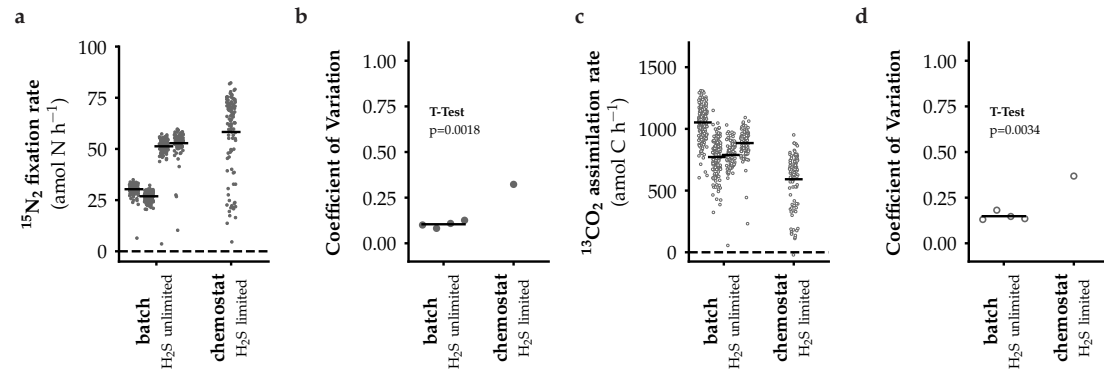 a
¹⁵N₂ fixation rate
(amol N h⁻¹)
100
75
50
25
0
batch
H₂S unlimited
chemostat
H₂S limited
b
Coefficient of Variation
1.00
0.75
0.50
0.25
0.00
T-Test
p=0.0018
batch
H₂S unlimited
chemostat
H₂S limited
c
¹³CO₂ assimilation rate
(amol C h⁻¹)
1500
1000
500
0
batch
H₂S unlimited
chemostat
H₂S limited
d
Coefficient of Variation
1.00
0.75
0.50
0.25
0.00
T-Test
p=0.0034
batch
H₂S unlimited
chemostat
H₂S limited